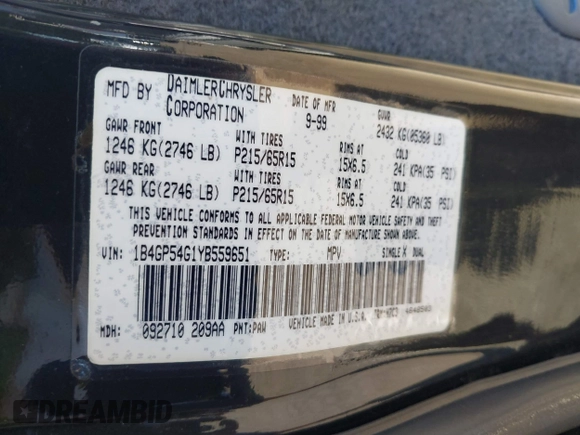 MFD BY DAIMLERCHRYSLER CORPORATION
DATE OF MFR 9-99
GVWR 2432 KG(05360 LB)
GAWR FRONT 1246 KG(2746 LB) WITH TIRES P215/65R15 RIMS AT 15X6.5 COLD 241 KPA(35 PSI)
GAWR REAR 1246 KG(2746 LB) WITH TIRES P215/65R15 RIMS AT 15X6.5 COLD 241 KPA(35 PSI)
THIS VEHICLE CONFORMS TO ALL APPLICABLE FEDERAL MOTOR VEHICLE SAFETY AND THEFT
PREVENTION STANDARDS IN EFFECT ON THE DATE OF MANUFACTURE SHOWN ABOVE.
VIN: 1B4GP54G1YB559651 TYPE: MPV SINGLE X DUAL
MDH: 092710 209AA PNT: PAW VEHICLE MADE IN U.S.A.
DREAMBID